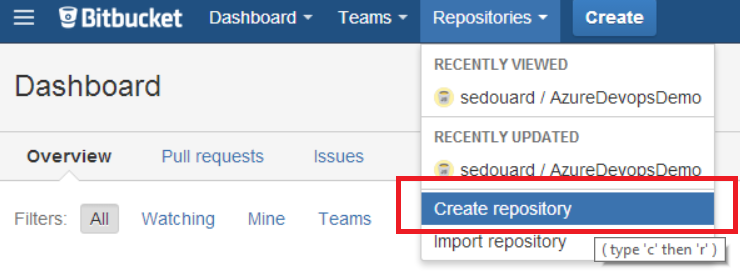 Bitbucket Dashboard Teams Repositories Create
RECENTLY VIEWED
sedouard / AzureDevopsDemo
RECENTLY UPDATED
sedouard / AzureDevopsDemo
Create repository
Import repository
( type 'c' then 'r' )
Dashboard
Overview Pull requests Issues
Filters: All Watching Mine Teams